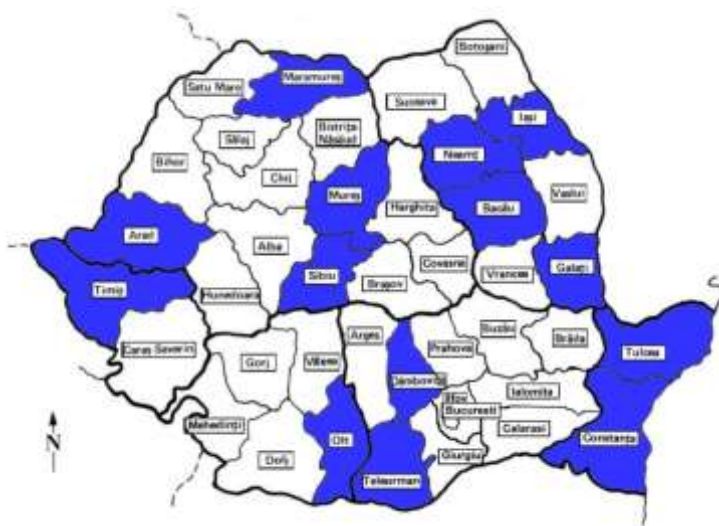 Botoşani
Maramureş
Satu Mare
Suceava
Iaşi
Sălaj
Bistriţa-
Năsăud
Neamţ
Bihor
Cluj
Mureş
Harghita
Bacău
Vaslui
Arad
Alba
Sibiu
Braşov
Covasna
Vrancea
Galaţi
Timiş
Hunedoara
Caraş Severin
Gorj
Vîlcea
Argeş
Dâmboviţa
Prahova
Buzău
Brăila
Tulcea
Ilfov
Bucureşti
Ialomiţa
Călăraşi
Constanţa
Mehedinţi
Dolj
Olt
Teleorman
Giurgiu
N